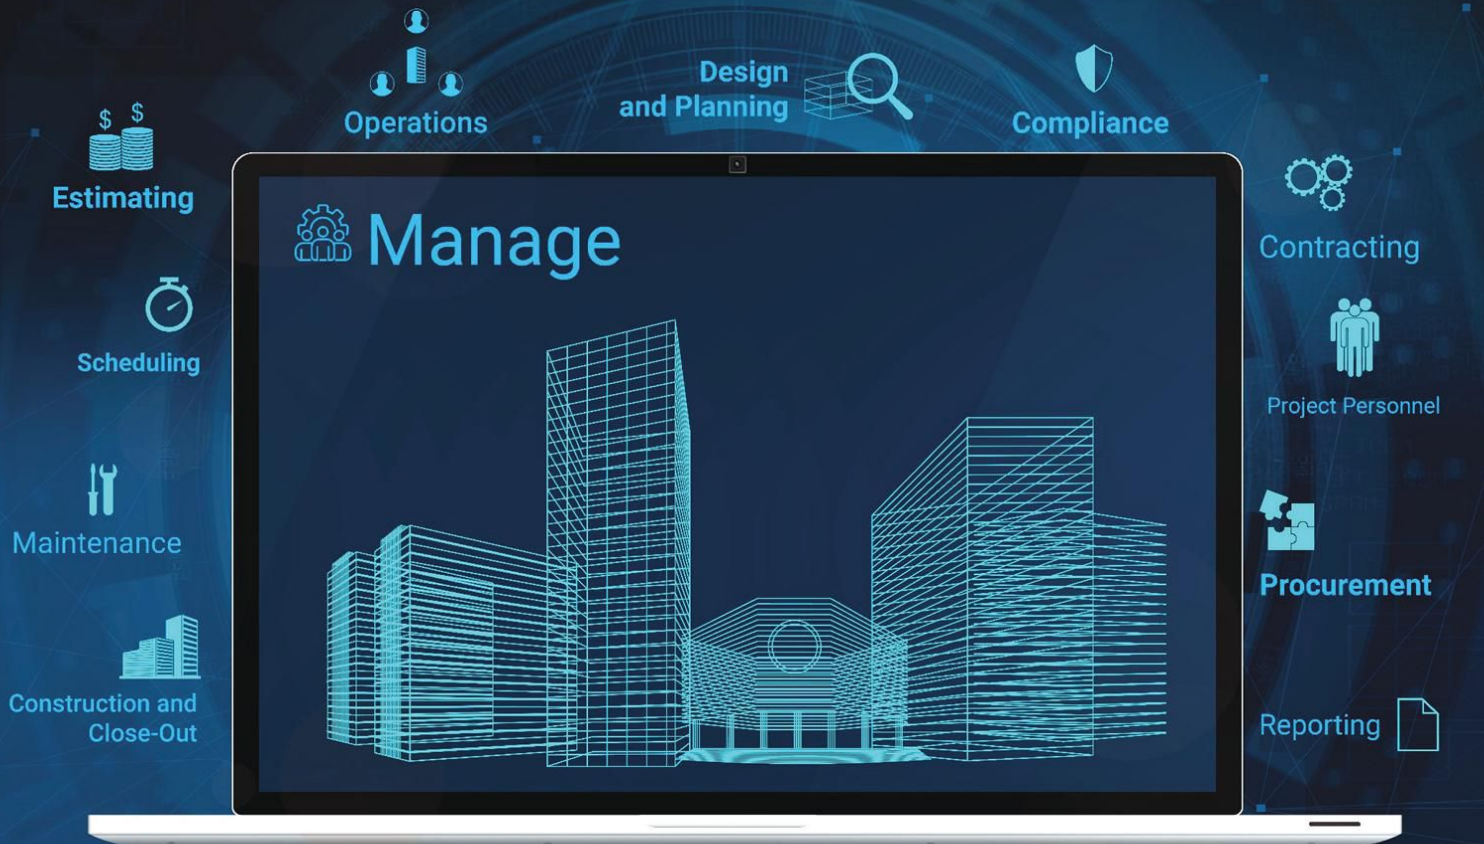 Operations
Design
and Planning
Compliance
Estimating
Manage
Contracting
Scheduling
Project Personnel
Maintenance
Procurement
Construction and
Close-Out
Reporting